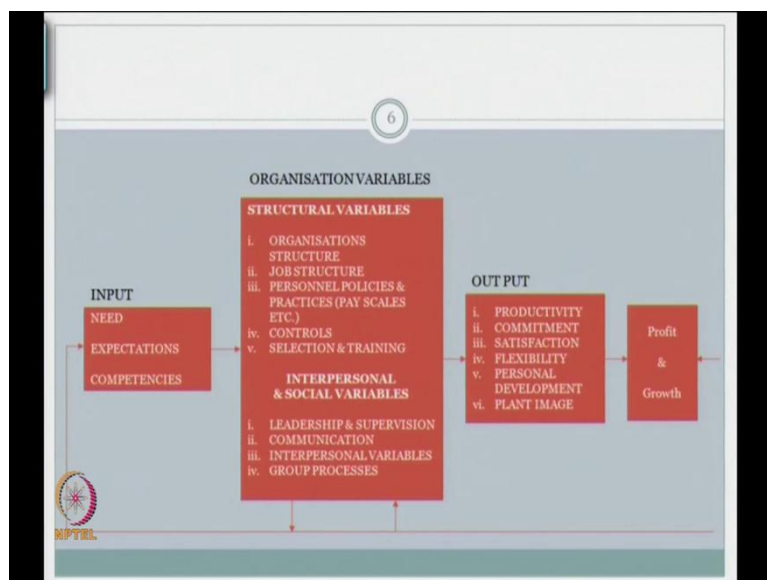 6
ORGANISATION VARIABLES
STRUCTURAL VARIABLES
i. ORGANISATIONS
STRUCTURE
ii. JOB STRUCTURE
iii. PERSONNEL POLICIES &
PRACTICES (PAY SCALES
ETC.)
iv. CONTROLS
v. SELECTION & TRAINING
INTERPERSONAL
& SOCIAL VARIABLES
i. LEADERSHIP & SUPERVISION
ii. COMMUNICATION
iii. INTERPERSONAL VARIABLES
iv. GROUP PROCESSES
INPUT
NEED
EXPECTATIONS
COMPETENCIES
OUT PUT
i. PRODUCTIVITY
ii. COMMITMENT
iii. SATISFACTION
iv. FLEXIBILITY
v. PERSONAL
DEVELOPMENT
vi. PLANT IMAGE
Profit
&
Growth
NPTEL